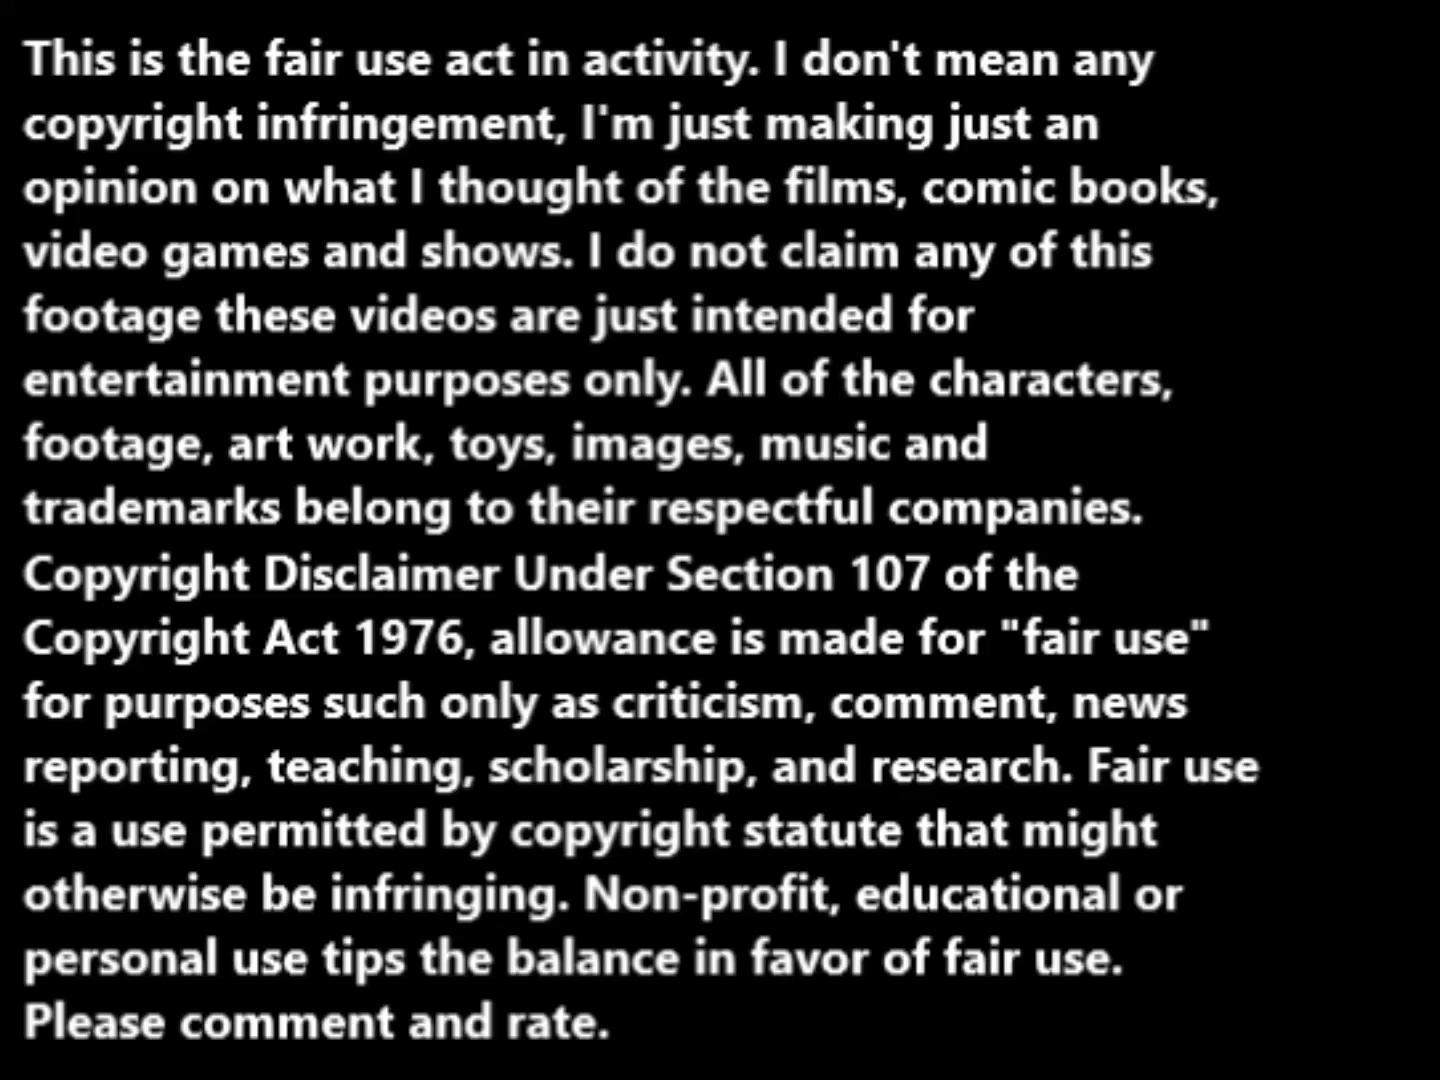 This is the fair use act in activity. I don't mean any
copyright infringement, I'm just making just an
opinion on what I thought of the films, comic books,
video games and shows. I do not claim any of this
footage these videos are just intended for
entertainment purposes only. All of the characters,
footage, art work, toys, images, music and
trademarks belong to their respectful companies.
Copyright Disclaimer Under Section 107 of the
Copyright Act 1976, allowance is made for "fair use"
for purposes such only as criticism, comment, news
reporting, teaching, scholarship, and research. Fair use
is a use permitted by copyright statute that might
otherwise be infringing. Non-profit, educational or
personal use tips the balance in favor of fair use.
Please comment and rate.